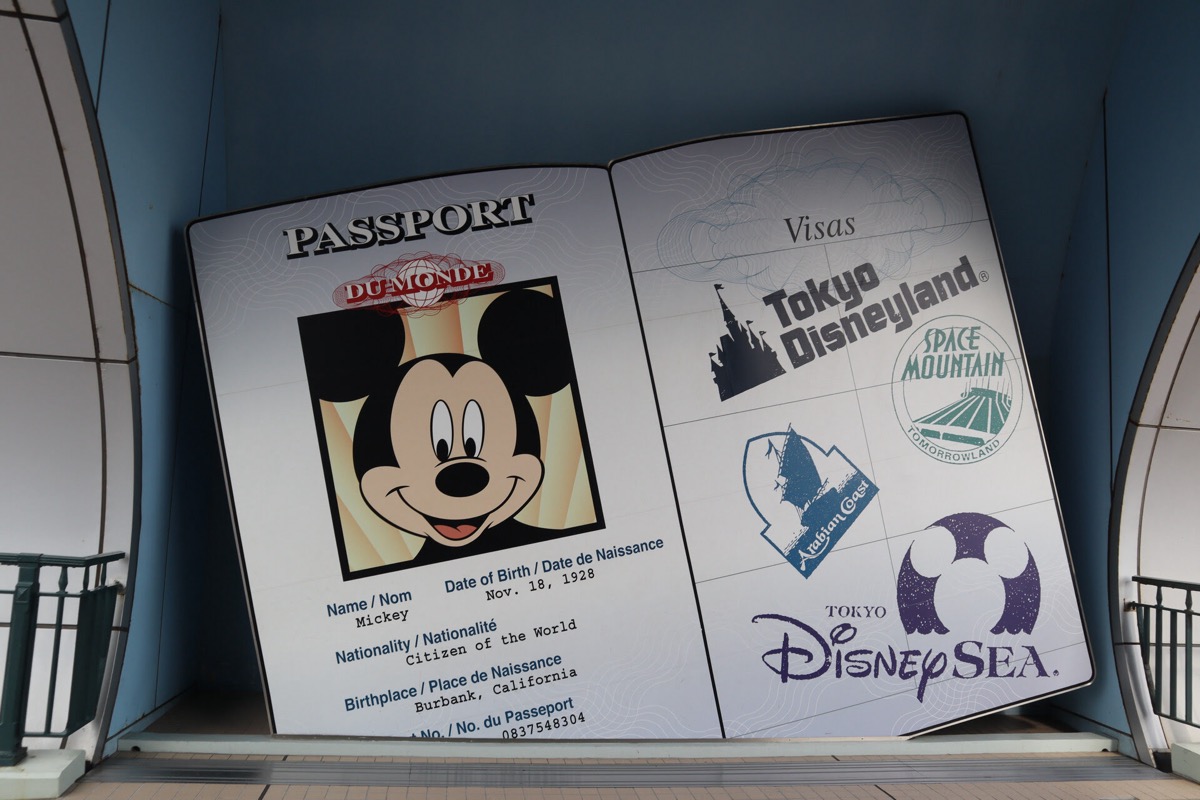 PASSPORT
DU MONDE
Name / Nom
Mickey
Date of Birth / Date de Naissance
Nov. 18, 1928
Nationality / Nationalité
Citizen of the World
Birthplace / Place de Naissance
Burbank, California
No. / No. du Passeport
0837548304
Visas
Tokyo
Disneyland®
SPACE
MOUNTAIN
TOMORROWLAND
Arabian Coast
TOKYO
DISNEYSEA.